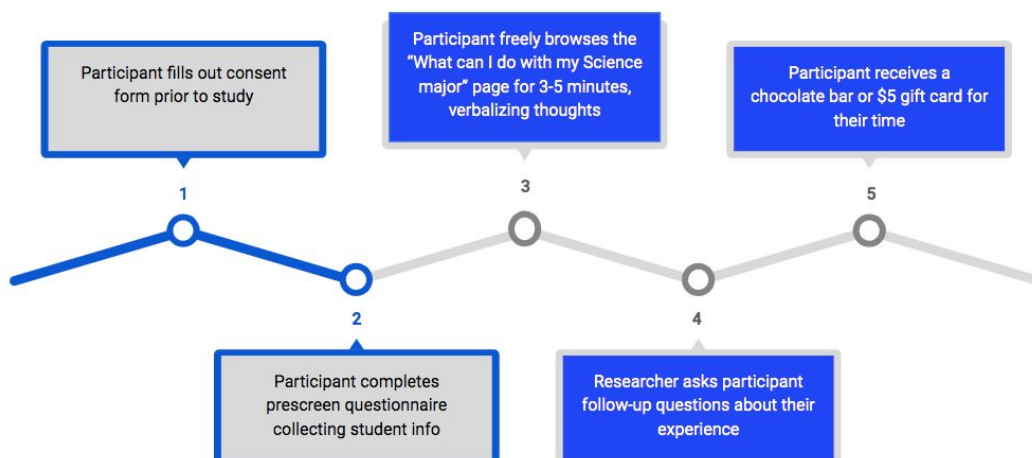 Participant fills out consent
form prior to study
1
2
Participant completes
prescreen questionnaire
collecting student info
Participant freely browses the
“What can I do with my Science
major” page for 3-5 minutes,
verbalizing thoughts
3
4
Researcher asks participant
follow-up questions about their
experience
Participant receives a
chocolate bar or $5 gift card for
their time
5